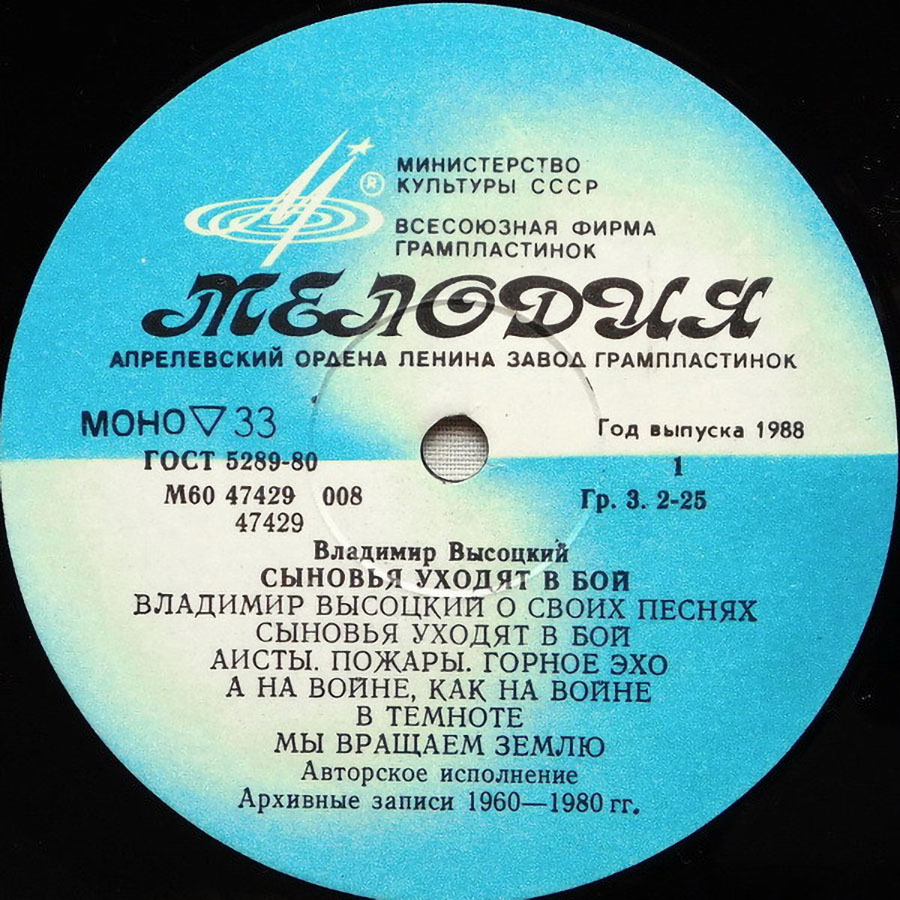 ®
МИНИСТЕРСТВО
КУЛЬТУРЫ СССР
ВСЕСОЮЗНАЯ ФИРМА
ГРАМПЛАСТИНОК
МЕЛОДИЯ
АПРЕЛЕВСКИЙ ОРДЕНА ЛЕНИНА ЗАВОД ГРАМПЛАСТИНОК
МОНО ▽ 33
Год выпуска 1988
ГОСТ 5289-80
1
М60 47429 008
Гр. 3. 2-25
47429
Владимир Высоцкий
СЫНОВЬЯ УХОДЯТ В БОЙ
ВЛАДИМИР ВЫСОЦКИЙ О СВОИХ ПЕСНЯХ
СЫНОВЬЯ УХОДЯТ В БОЙ
АИСТЫ. ПОЖАРЫ. ГОРНОЕ ЭХО
А НА ВОЙНЕ, КАК НА ВОЙНЕ
В ТЕМНОТЕ
МЫ ВРАЩАЕМ ЗЕМЛЮ
Авторское исполнение
Архивные записи 1960—1980 гг.